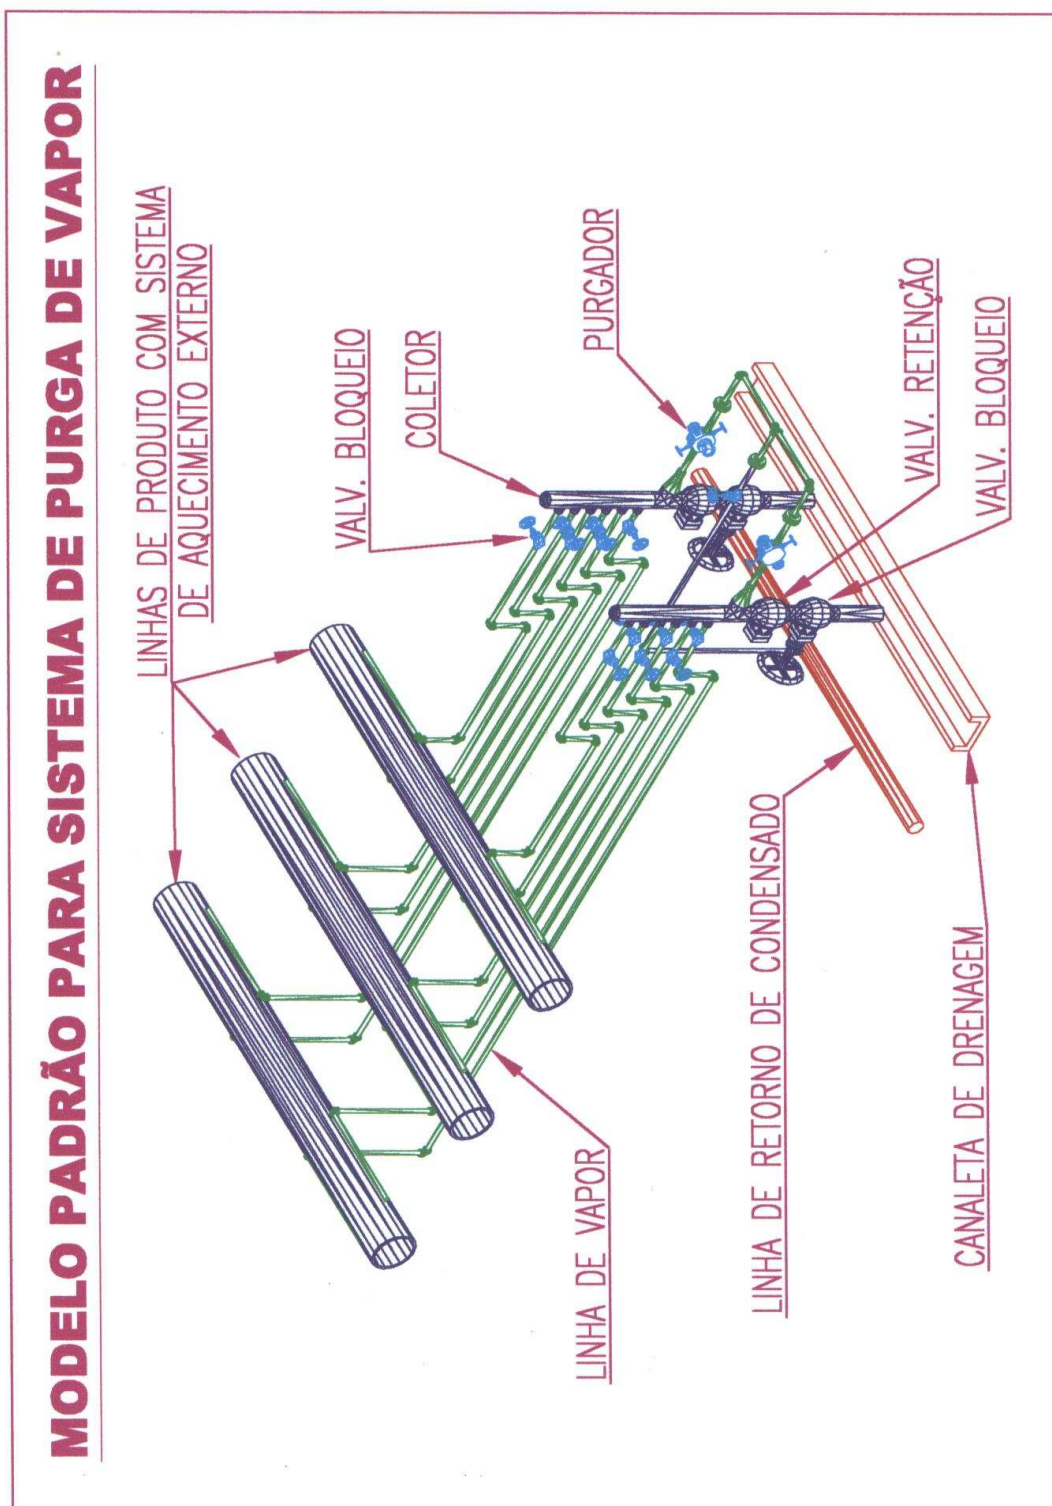 MODELO PADRÃO PARA SISTEMA DE PURGA DE VAPOR
LINHAS DE PRODUTO COM SISTEMA
DE AQUECIMENTO EXTERNO
VALV. BLOQUEIO
COLETOR
PURGADOR
LINHA DE VAPOR
LINHA DE RETORNO DE CONDENSADO
VALV. RETENÇÃO
CANALETA DE DRENAGEM
VALV. BLOQUEIO